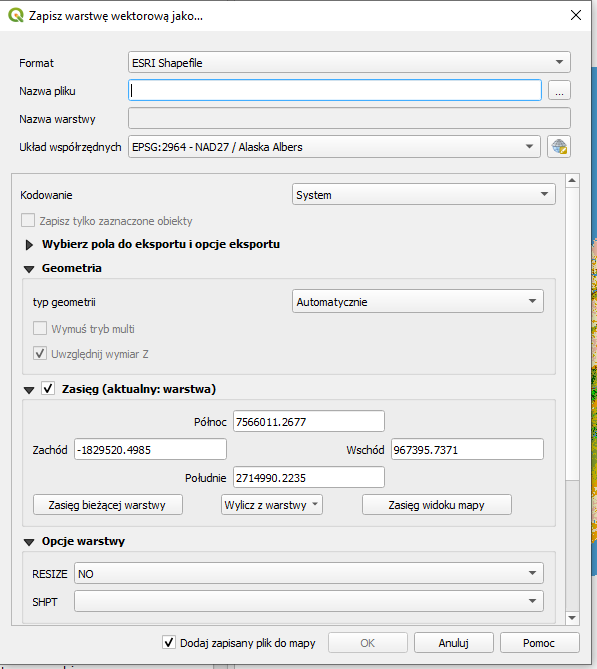 Zapisz warstwę wektorową jako...
Format ESRI Shapefile
Nazwa pliku ...
Nazwa warstwy
Układ współrzędnych EPSG:2964 - NAD27 / Alaska Albers
Kodowanie System
Zapisz tylko zaznaczone obiekty
Wybierz pola do eksportu i opcje eksportu
Geometria
typ geometrii Automatycznie
Wymuś tryb multi
Uwzględnij wymiar Z
Zasięg (aktualny: warstwa)
Północ 7566011.2677
Zachód -1829520.4985 Wschód 967395.7371
Południe 2714990.2235
Zasięg bieżącej warstwy Wylicz z warstwy Zasięg widoku mapy
Opcje warstwy
RESIZE NO
SHPT
Dodaj zapisany plik do mapy OK Anuluj Pomoc